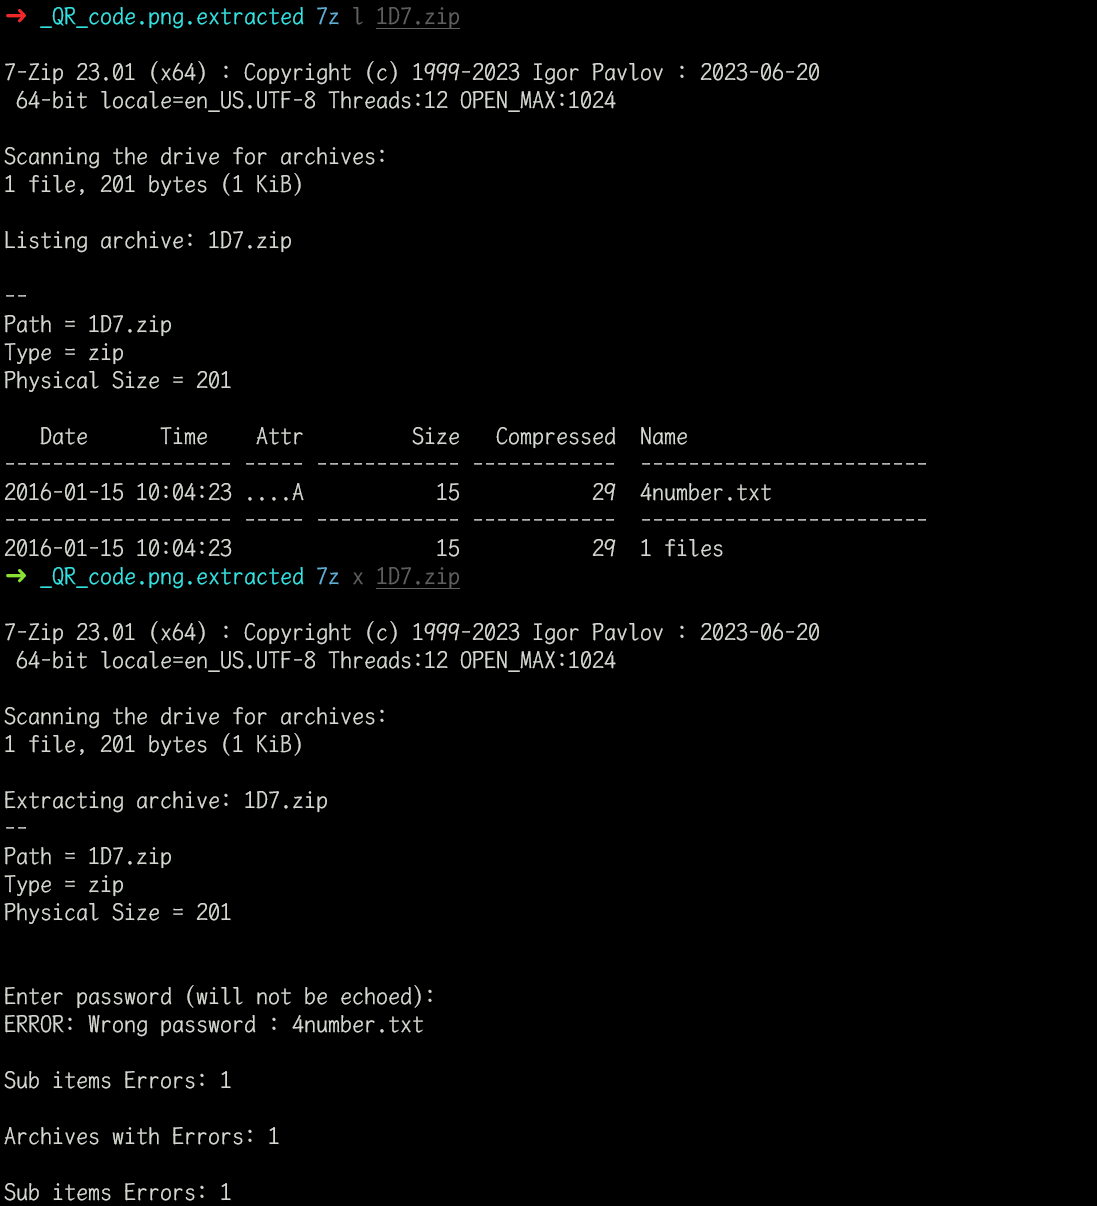 ➜ _QR_code.png.extracted 7z l 1D7.zip
7-Zip 23.01 (x64) : Copyright (c) 1999-2023 Igor Pavlov : 2023-06-20
 64-bit locale=en_US.UTF-8 Threads:12 OPEN_MAX:1024
Scanning the drive for archives:
1 file, 201 bytes (1 KiB)
Listing archive: 1D7.zip
--
Path = 1D7.zip
Type = zip
Physical Size = 201
   Date      Time    Attr         Size   Compressed  Name
------------------- ----- ------------ ------------  ------------------------
2016-01-15 10:04:23 ....A           15           29  4number.txt
------------------- ----- ------------ ------------  ------------------------
2016-01-15 10:04:23                 15           29  1 files
➜ _QR_code.png.extracted 7z x 1D7.zip
7-Zip 23.01 (x64) : Copyright (c) 1999-2023 Igor Pavlov : 2023-06-20
 64-bit locale=en_US.UTF-8 Threads:12 OPEN_MAX:1024
Scanning the drive for archives:
1 file, 201 bytes (1 KiB)
Extracting archive: 1D7.zip
--
Path = 1D7.zip
Type = zip
Physical Size = 201
Enter password (will not be echoed):
ERROR: Wrong password : 4number.txt
Sub items Errors: 1
Archives with Errors: 1
Sub items Errors: 1